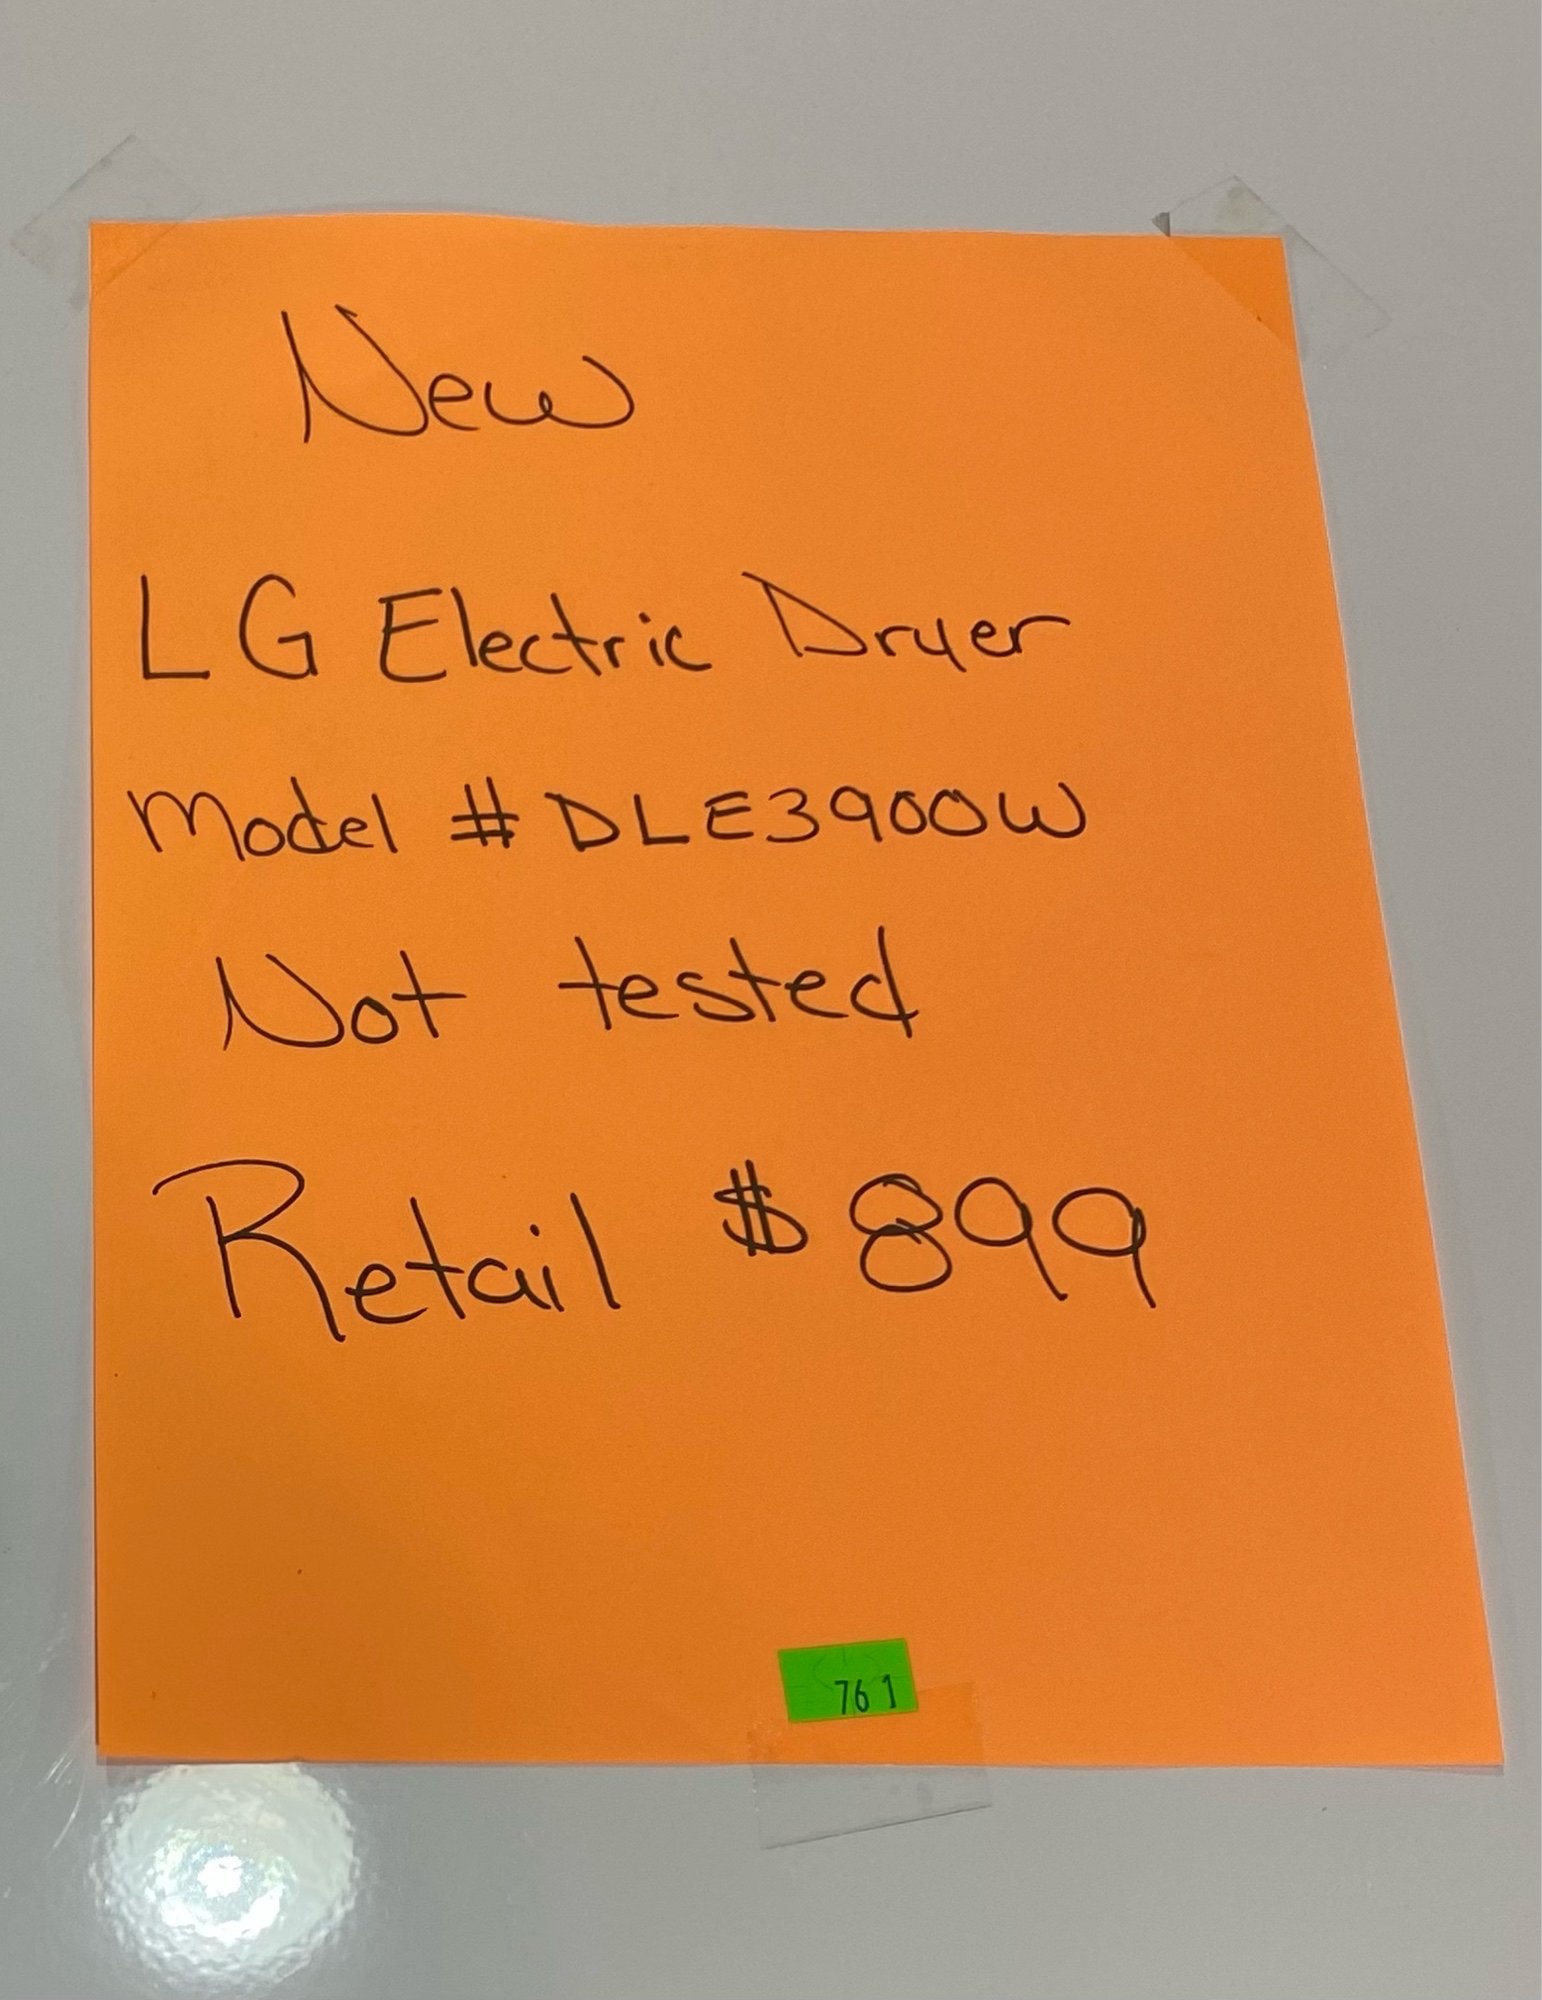 New
LG Electric Dryer
Model # DLE3900W
Not tested
Retail $899
761